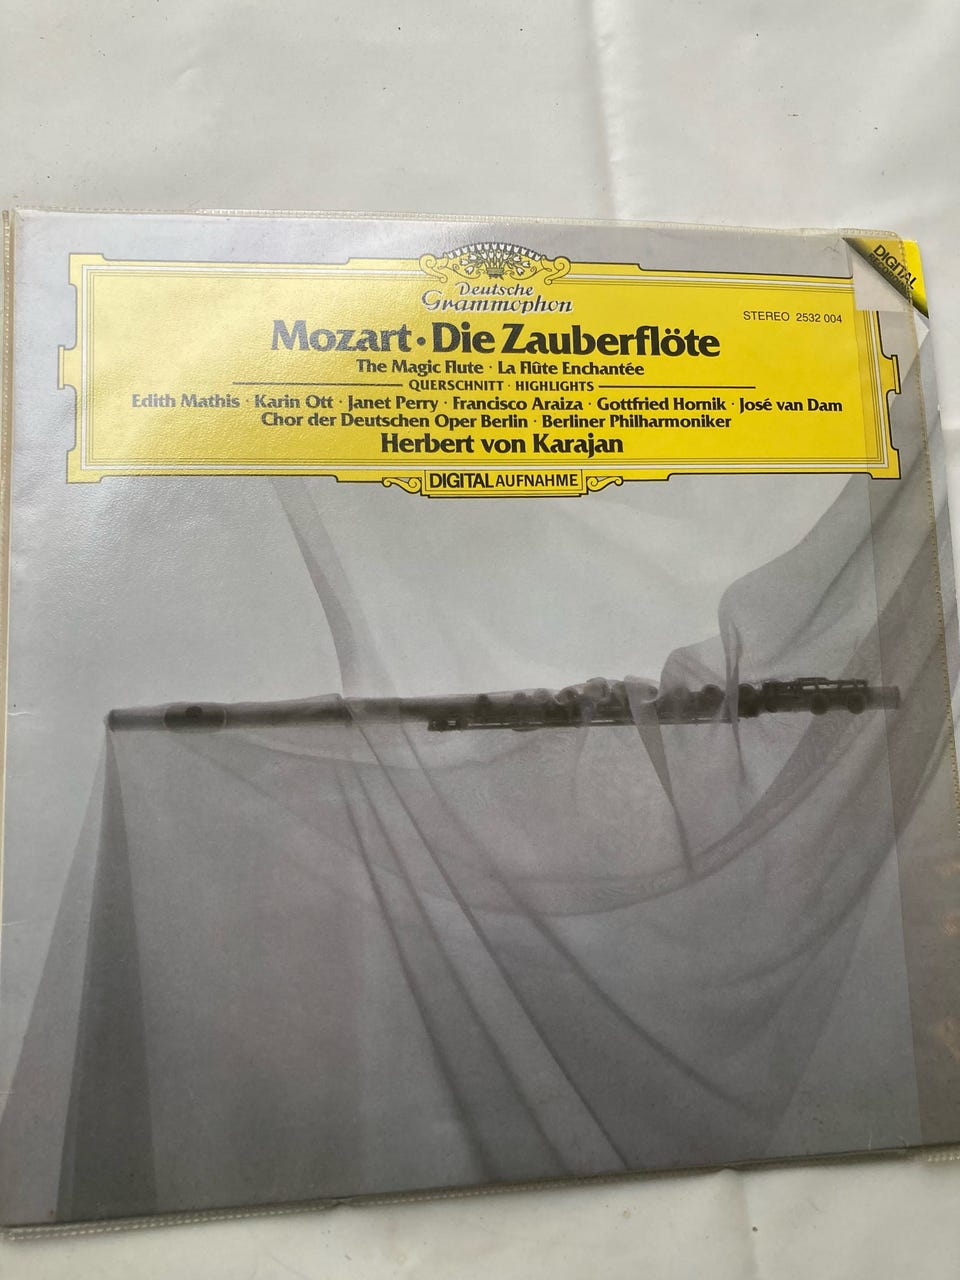 DIGITAL
Deutsche
Grammophon
STEREO 2532 004
Mozart · Die Zauberflöte
The Magic Flute · La Flûte Enchantée
QUERSCHNITT · HIGHLIGHTS
Edith Mathis · Karin Ott · Janet Perry · Francisco Araiza · Gottfried Hornik · José van Dam
Chor der Deutschen Oper Berlin · Berliner Philharmoniker
Herbert von Karajan
DIGITAL AUFNAHME